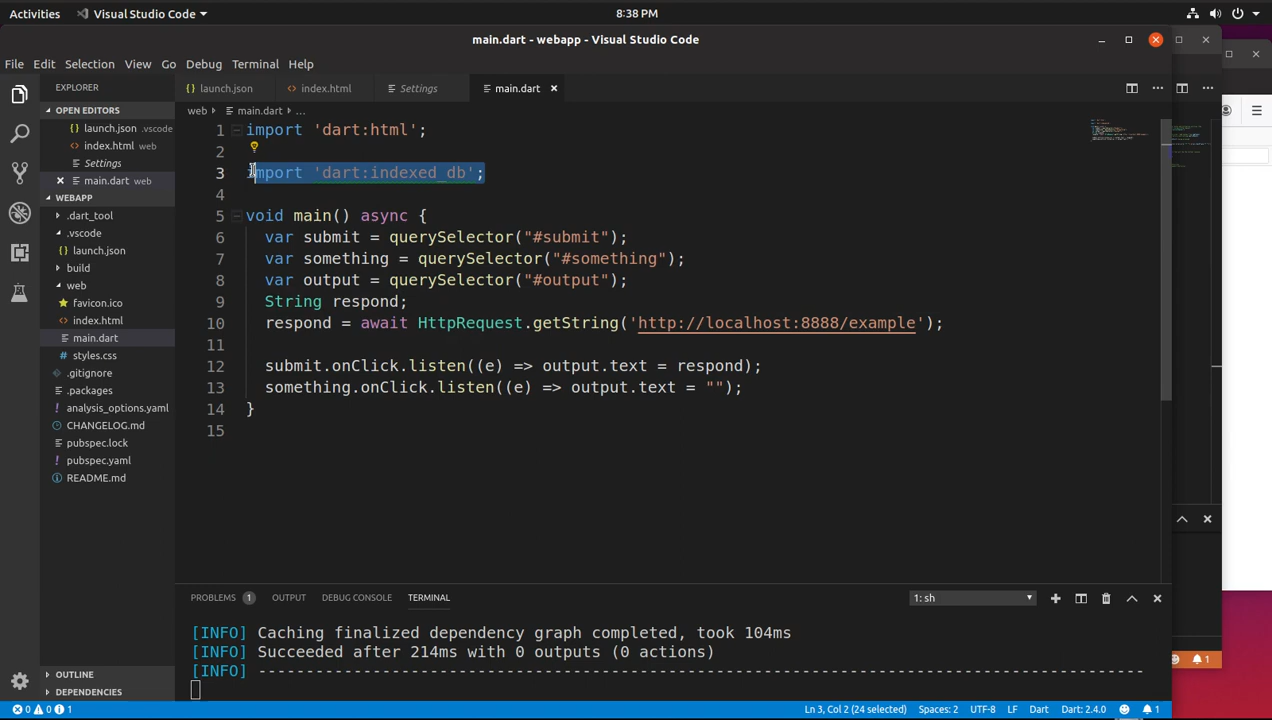 Activities
Visual Studio Code
8:38 PM
main.dart - webapp - Visual Studio Code
File Edit Selection View Go Debug Terminal Help
EXPLORER
OPEN EDITORS
launch.json .vscode
index.html web
Settings
main.dart web
WEBAPP
.dart_tool
.vscode
launch.json
build
web
favicon.ico
index.html
main.dart
styles.css
.gitignore
.packages
analysis_options.yaml
CHANGELOG.md
pubspec.lock
pubspec.yaml
README.md
OUTLINE
DEPENDENCIES
launch.json
index.html
Settings
main.dart
web
main.dart
...
1 import 'dart:html';
2
3 import 'dart:indexed_db';
4
5 void main() async {
6 var submit = querySelector("#submit");
7 var something = querySelector("#something");
8 var output = querySelector("#output");
9 String respond;
10 respond = await HttpRequest.getString('http://localhost:8888/example');
11
12 submit.onClick.listen((e) => output.text = respond);
13 something.onClick.listen((e) => output.text = "");
14 }
15
PROBLEMS 1 OUTPUT DEBUG CONSOLE TERMINAL
1: sh
[INFO] Caching finalized dependency graph completed, took 104ms
[INFO] Succeeded after 214ms with 0 outputs (0 actions)
[INFO] ----------------------------------------------------------------------------------------------
0 0 1
Ln 3, Col 2 (24 selected) Spaces: 2 UTF-8 LF Dart Dart: 2.4.0 1
1